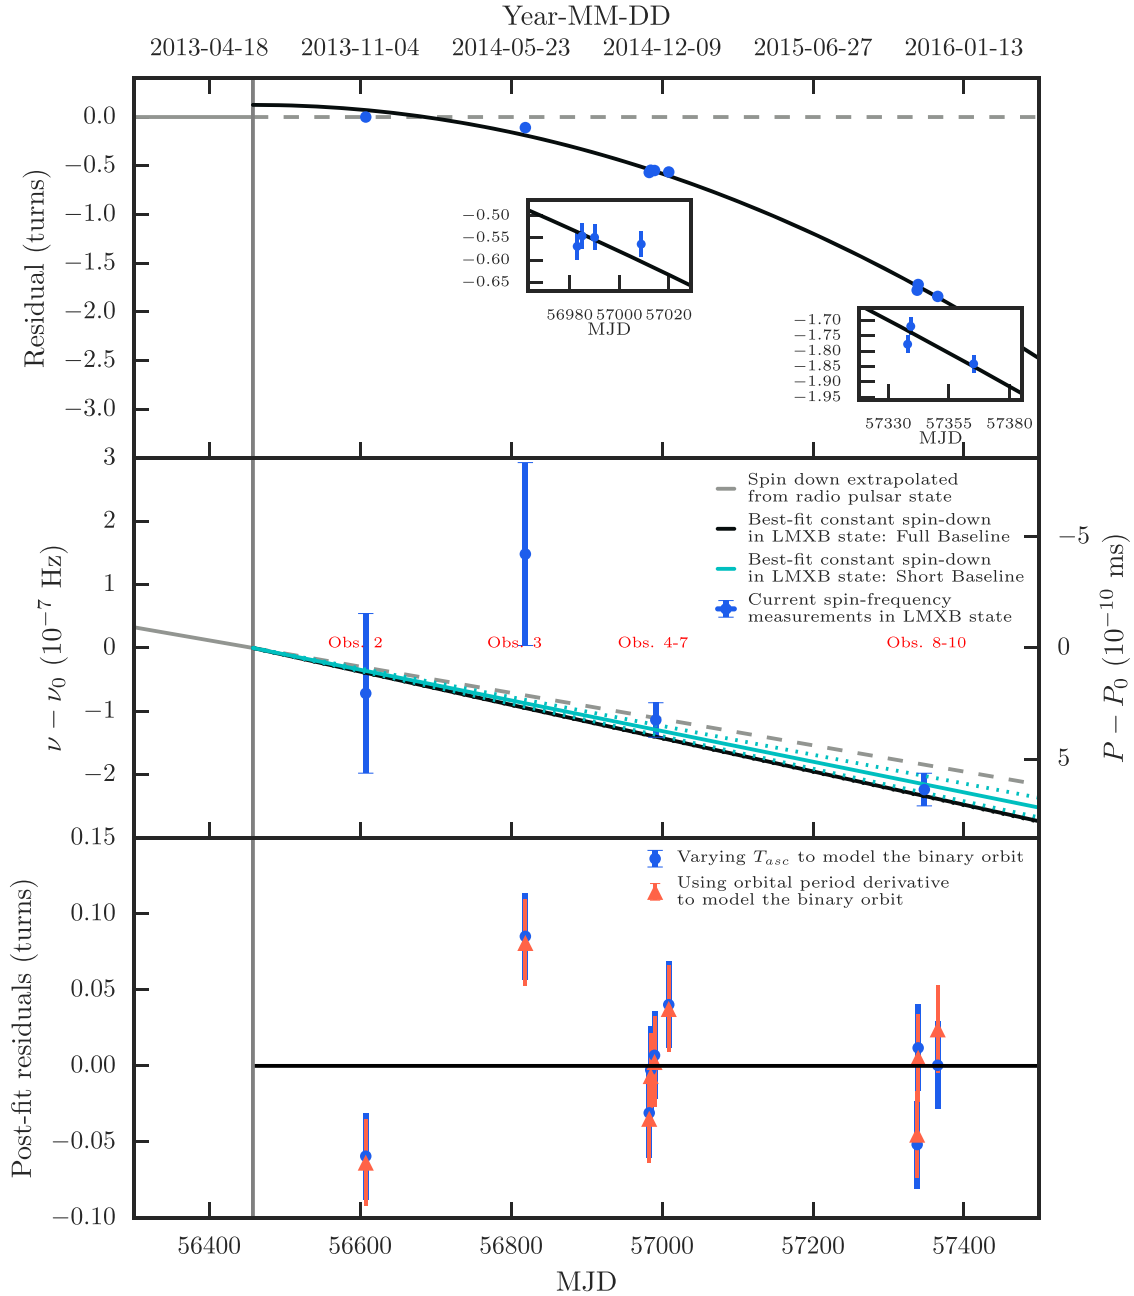 Year-MM-DD
2013-04-18 2013-11-04 2014-05-23 2014-12-09 2015-06-27 2016-01-13
Residual (turns)
0.0
−0.5
−1.0
−1.5
−2.0
−2.5
−3.0
−0.50
−0.55
−0.60
−0.65
56980 57000 57020
MJD
−1.70
−1.75
−1.80
−1.85
−1.90
−1.95
57330 57355 57380
MJD
ν − ν₀ (10⁻⁷ Hz)
3
2
1
0
−1
−2
Spin down extrapolated
from radio pulsar state
Best-fit constant spin-down
in LMXB state: Full Baseline
Best-fit constant spin-down
in LMXB state: Short Baseline
Current spin-frequency
measurements in LMXB state
Obs. 2 Obs. 3 Obs. 4-7 Obs. 8-10
−5
0
5
P − P₀ (10⁻¹⁰ ms)
Post-fit residuals (turns)
0.15
0.10
0.05
0.00
−0.05
−0.10
Varying T_asc to model the binary orbit
Using orbital period derivative
to model the binary orbit
56400 56600 56800 57000 57200 57400
MJD